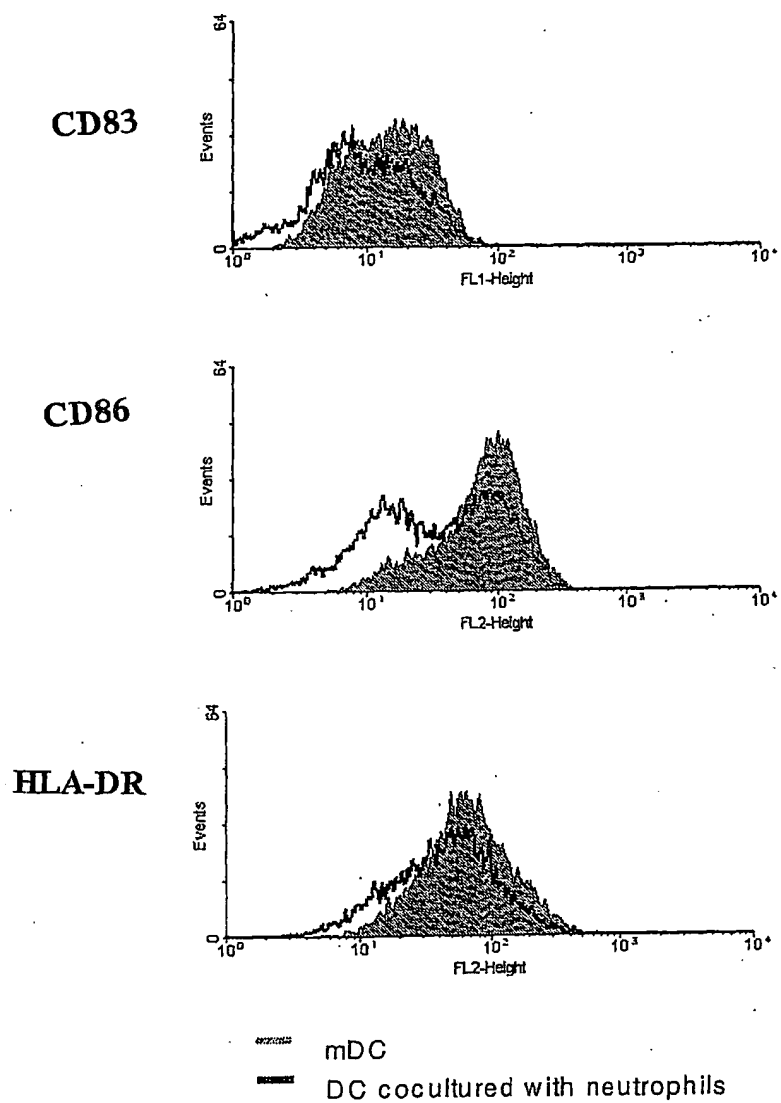 64
CD83
Events
0
10⁰ 10¹ 10² 10³ 10⁴
FL1-Height
64
CD86
Events
0
10⁰ 10¹ 10² 10³ 10⁴
FL2-Height
64
HLA-DR
Events
0
10⁰ 10¹ 10² 10³ 10⁴
FL2-Height
mDC
DC cocultured with neutrophils